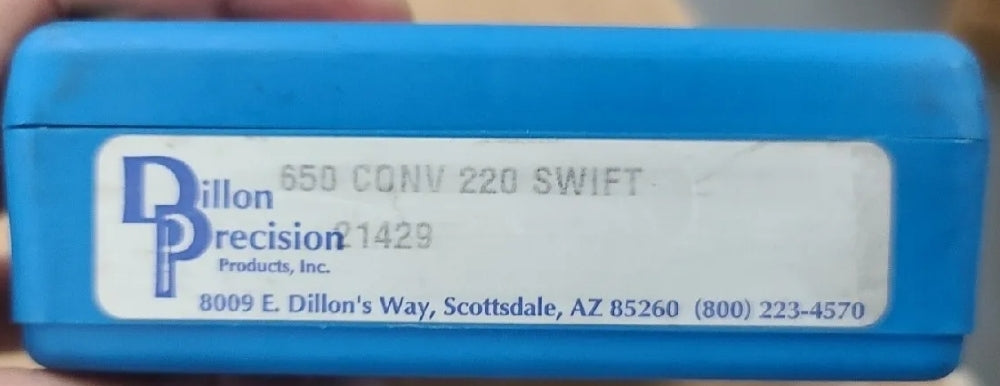 650 CONV 220 SWIFT
Dillon
Precision 21429
Products, Inc.
8009 E. Dillon's Way, Scottsdale, AZ 85260 (800) 223-4570